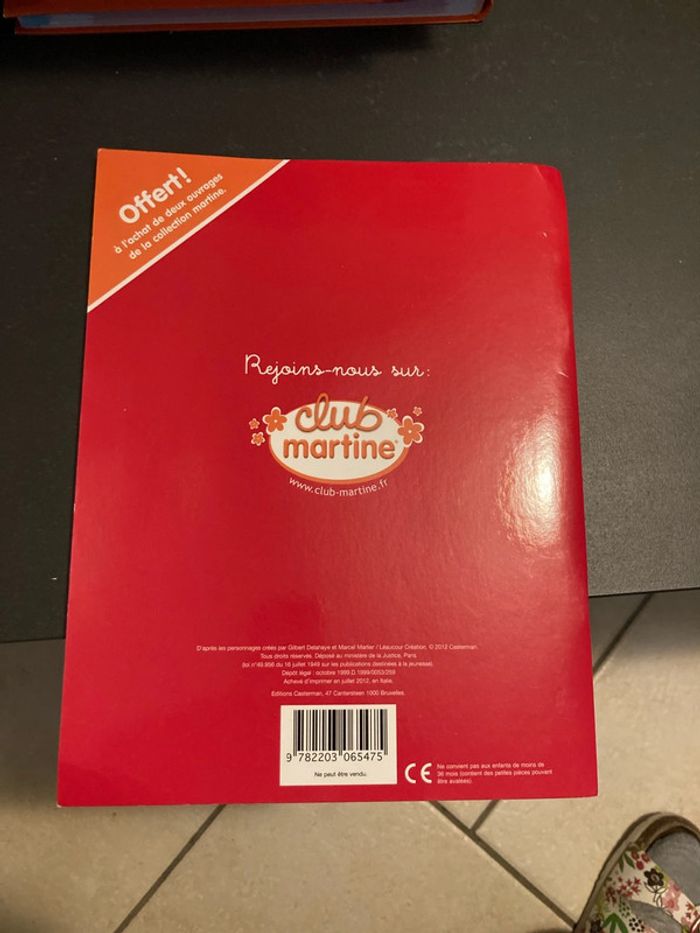 Offert!
à l'achat de deux ouvrages
de la collection martine.
Rejoins-nous sur:
club
martine®
www.club-martine.fr
D'après les personnages créés par Gilbert Delahaye et Marcel Marlier / Léaucour Création, © 2012 Casterman.
Tous droits réservés. Déposé au ministère de la Justice, Paris
(loi n°49.956 du 16 juillet 1949 sur les publications destinées à la jeunesse).
Dépôt légal : octobre 1999 D.1999/0053/259
Achevé d'imprimer en juillet 2012, en Italie.
Editions Casterman, 47 Cantersteen 1000 Bruxelles.
9 782203 065475
Ne peut être vendu.
CE
Ne convient pas aux enfants de moins de
36 mois (contient des petites pièces pouvant
être avalées).